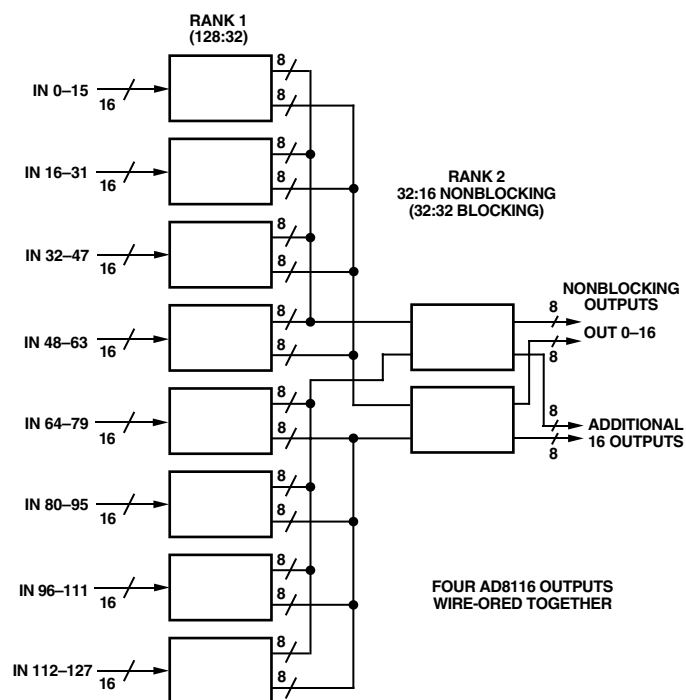 RANK 1
(128:32)
8
IN 0–15
16
8
8
IN 16–31
16
8
RANK 2
32:16 NONBLOCKING
(32:32 BLOCKING)
8
IN 32–47
16
8
NONBLOCKING
OUTPUTS
8
8
OUT 0–16
IN 48–63
16
8
8
8
8
IN 64–79
16
8
ADDITIONAL
16 OUTPUTS
8
8
IN 80–95
16
8
8
IN 96–111
16
8
FOUR AD8116 OUTPUTS
WIRE-ORED TOGETHER
8
IN 112–127
16
8